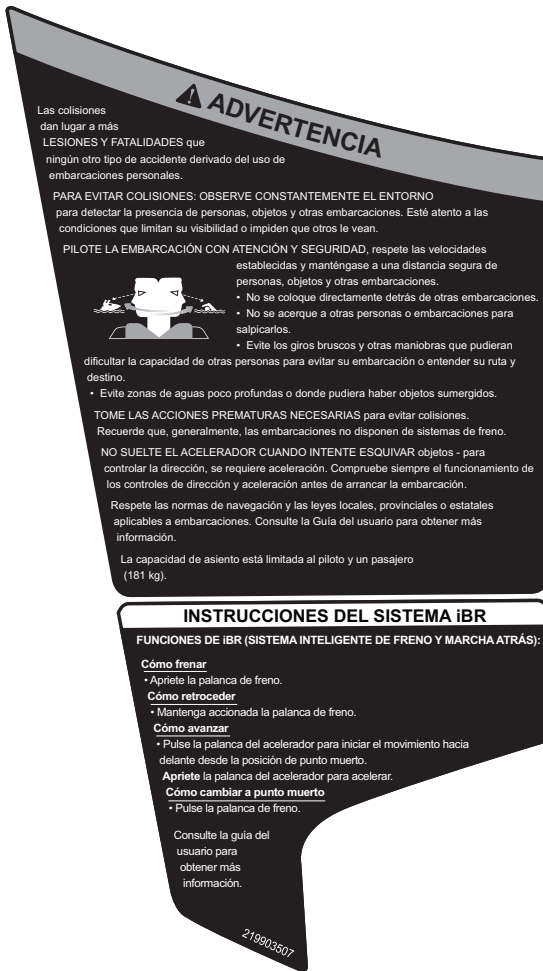 ADVERTENCIA
Las colisiones
dan lugar a más
LESIONES Y FATALIDADES que
ningún otro tipo de accidente derivado del uso de
embarcaciones personales.
PARA EVITAR COLISIONES: OBSERVE CONSTANTEMENTE EL ENTORNO
para detectar la presencia de personas, objetos y otras embarcaciones. Esté atento a las
condiciones que limitan su visibilidad o impiden que otros le vean.
PILOTE LA EMBARCACIÓN CON ATENCIÓN Y SEGURIDAD, respete las velocidades
establecidas y manténgase a una distancia segura de
personas, objetos y otras embarcaciones.
• No se coloque directamente detrás de otras embarcaciones.
• No se acerque a otras personas o embarcaciones para
salpicarlos.
• Evite los giros bruscos y otras maniobras que pudieran
dificultar la capacidad de otras personas para evitar su embarcación o entender su ruta y
destino.
• Evite zonas de aguas poco profundas o donde pudiera haber objetos sumergidos.
TOME LAS ACCIONES PREMATURAS NECESARIAS para evitar colisiones.
Recuerde que, generalmente, las embarcaciones no disponen de sistemas de freno.
NO SUELTE EL ACELERADOR CUANDO INTENTE ESQUIVAR objetos - para
controlar la dirección, se requiere aceleración. Compruebe siempre el funcionamiento de
los controles de dirección y aceleración antes de arrancar la embarcación.
Respete las normas de navegación y las leyes locales, provinciales o estatales
aplicables a embarcaciones. Consulte la Guía del usuario para obtener más
información.
La capacidad de asiento está limitada al piloto y un pasajero
(181 kg).
INSTRUCCIONES DEL SISTEMA iBR
FUNCIONES DE iBR (SISTEMA INTELIGENTE DE FRENO Y MARCHA ATRÁS):
Cómo frenar
• Apriete la palanca de freno.
Cómo retroceder
• Mantenga accionada la palanca de freno.
Cómo avanzar
• Pulse la palanca del acelerador para iniciar el movimiento hacia
delante desde la posición de punto muerto.
Apriete la palanca del acelerador para acelerar.
Cómo cambiar a punto muerto
• Pulse la palanca de freno.
Consulte la guía del
usuario para
obtener más
información.
219903507